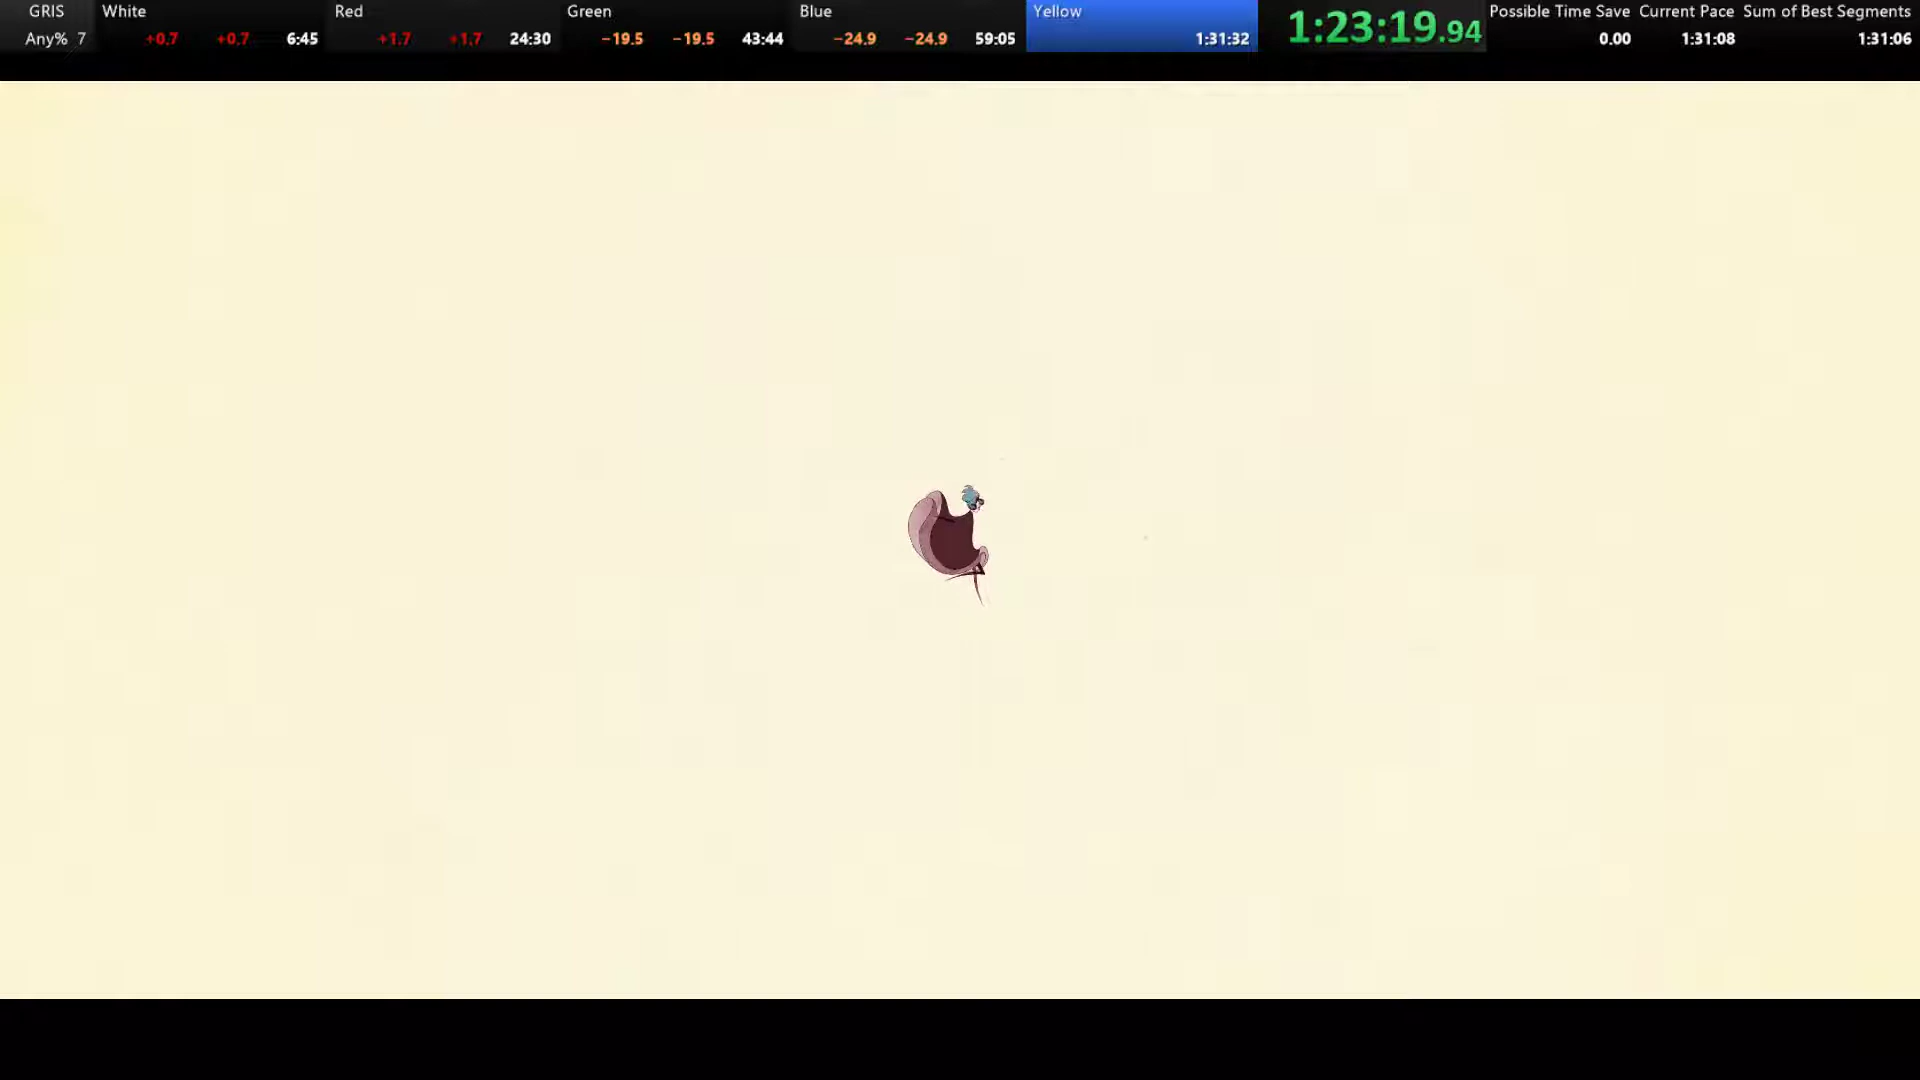 GRIS White Red Green Blue Yellow 1:23:19.94 Possible Time Save Current Pace Sum of Best Segments
Any% 7 +0.7 +0.7 6:45 +1.7 +1.7 24:30 −19.5 −19.5 43:44 −24.9 −24.9 59:05 1:31:32 0.00 1:31:08 1:31:06